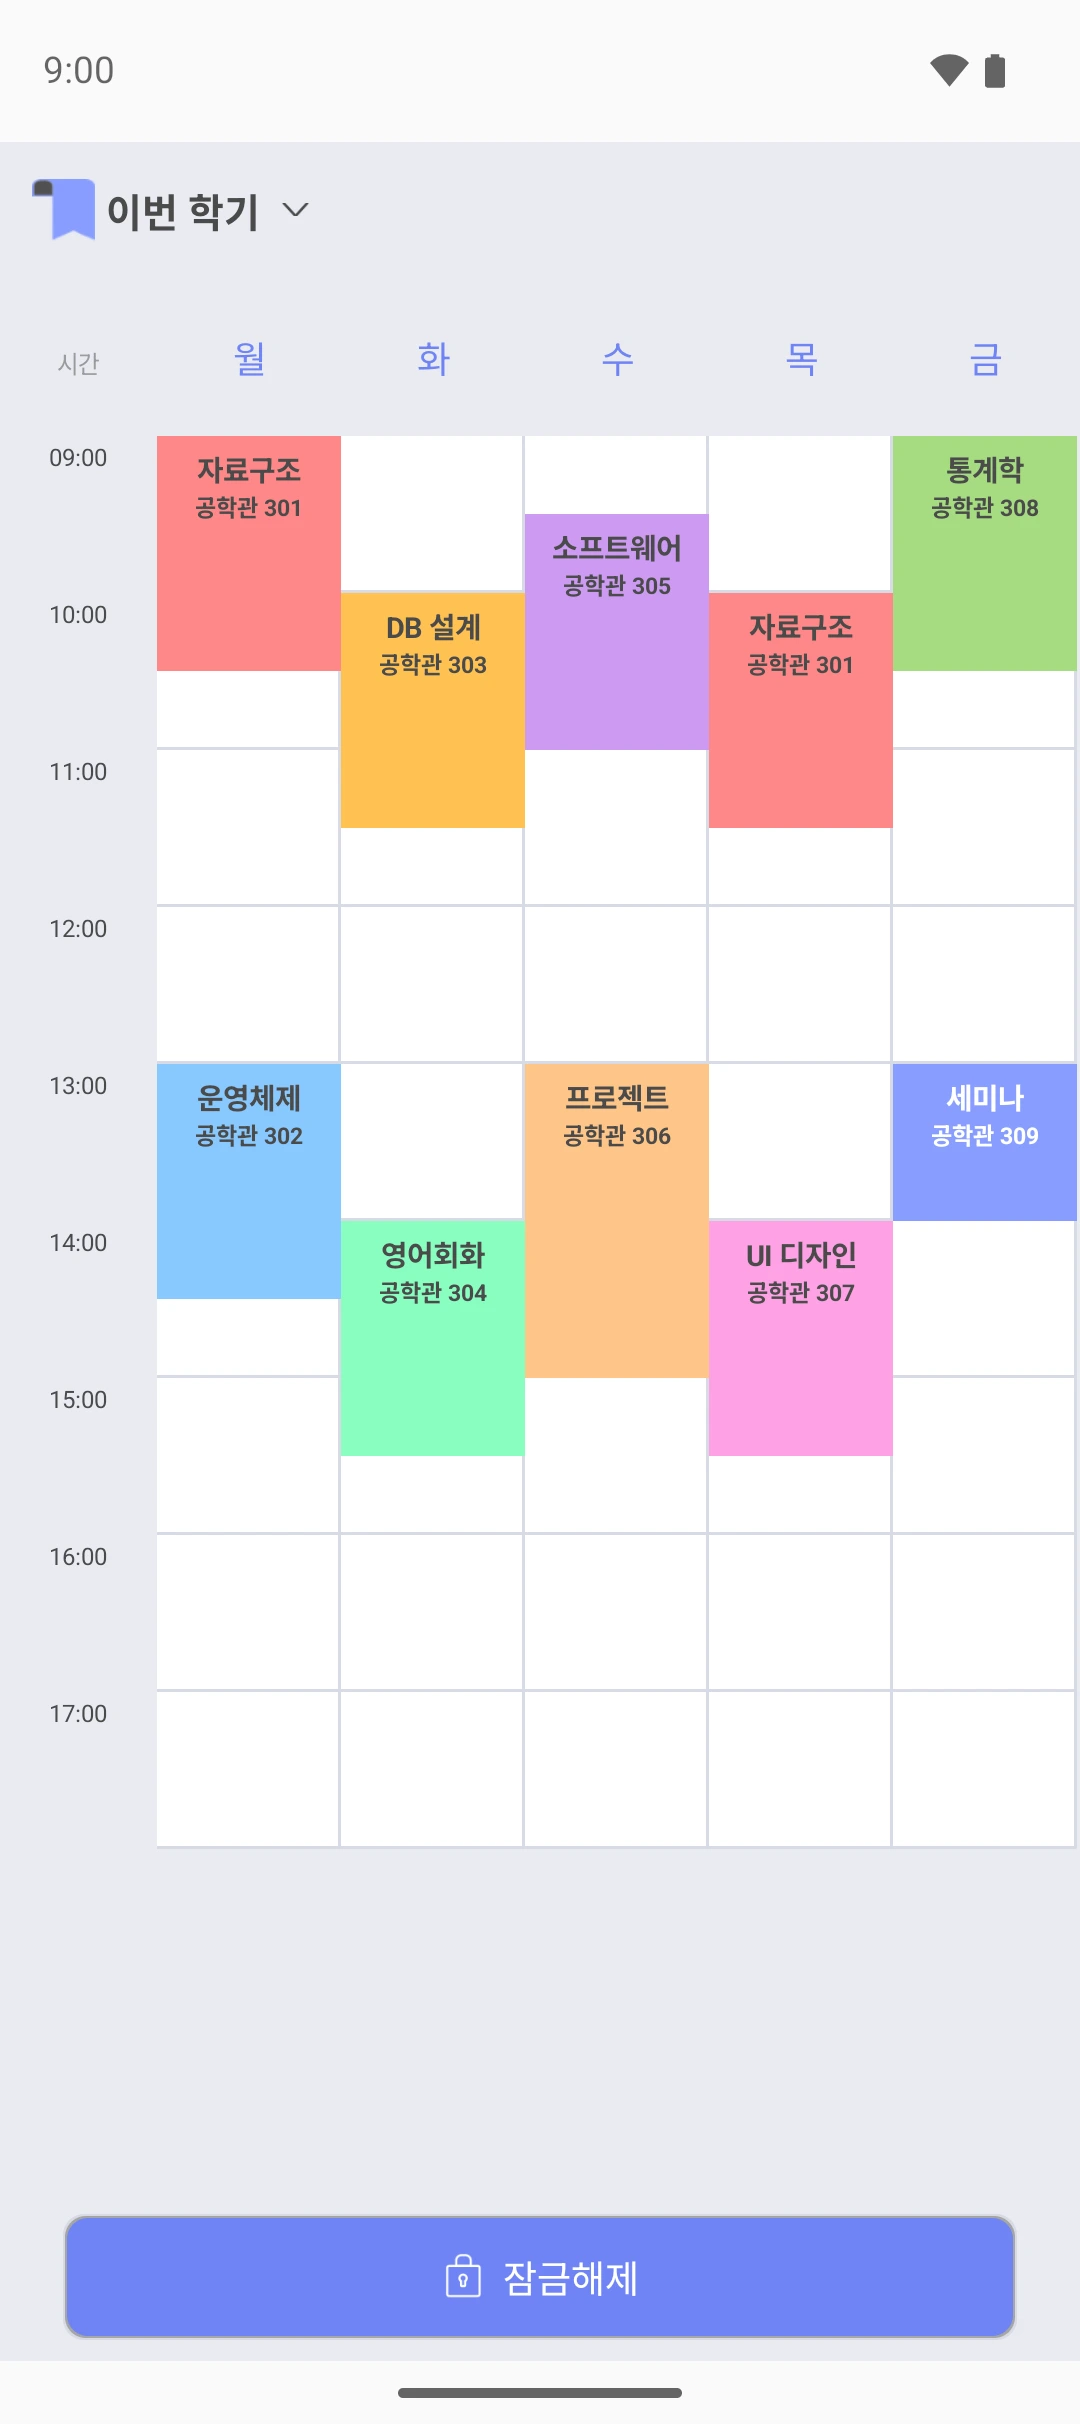 9:00
이번 학기
시간 월 화 수 목 금
09:00
자료구조
공학관 301
통계학
공학관 308
소프트웨어
공학관 305
10:00
DB 설계
공학관 303
자료구조
공학관 301
11:00
12:00
13:00
운영체제
공학관 302
프로젝트
공학관 306
세미나
공학관 309
14:00
영어회화
공학관 304
UI 디자인
공학관 307
15:00
16:00
17:00
잠금해제